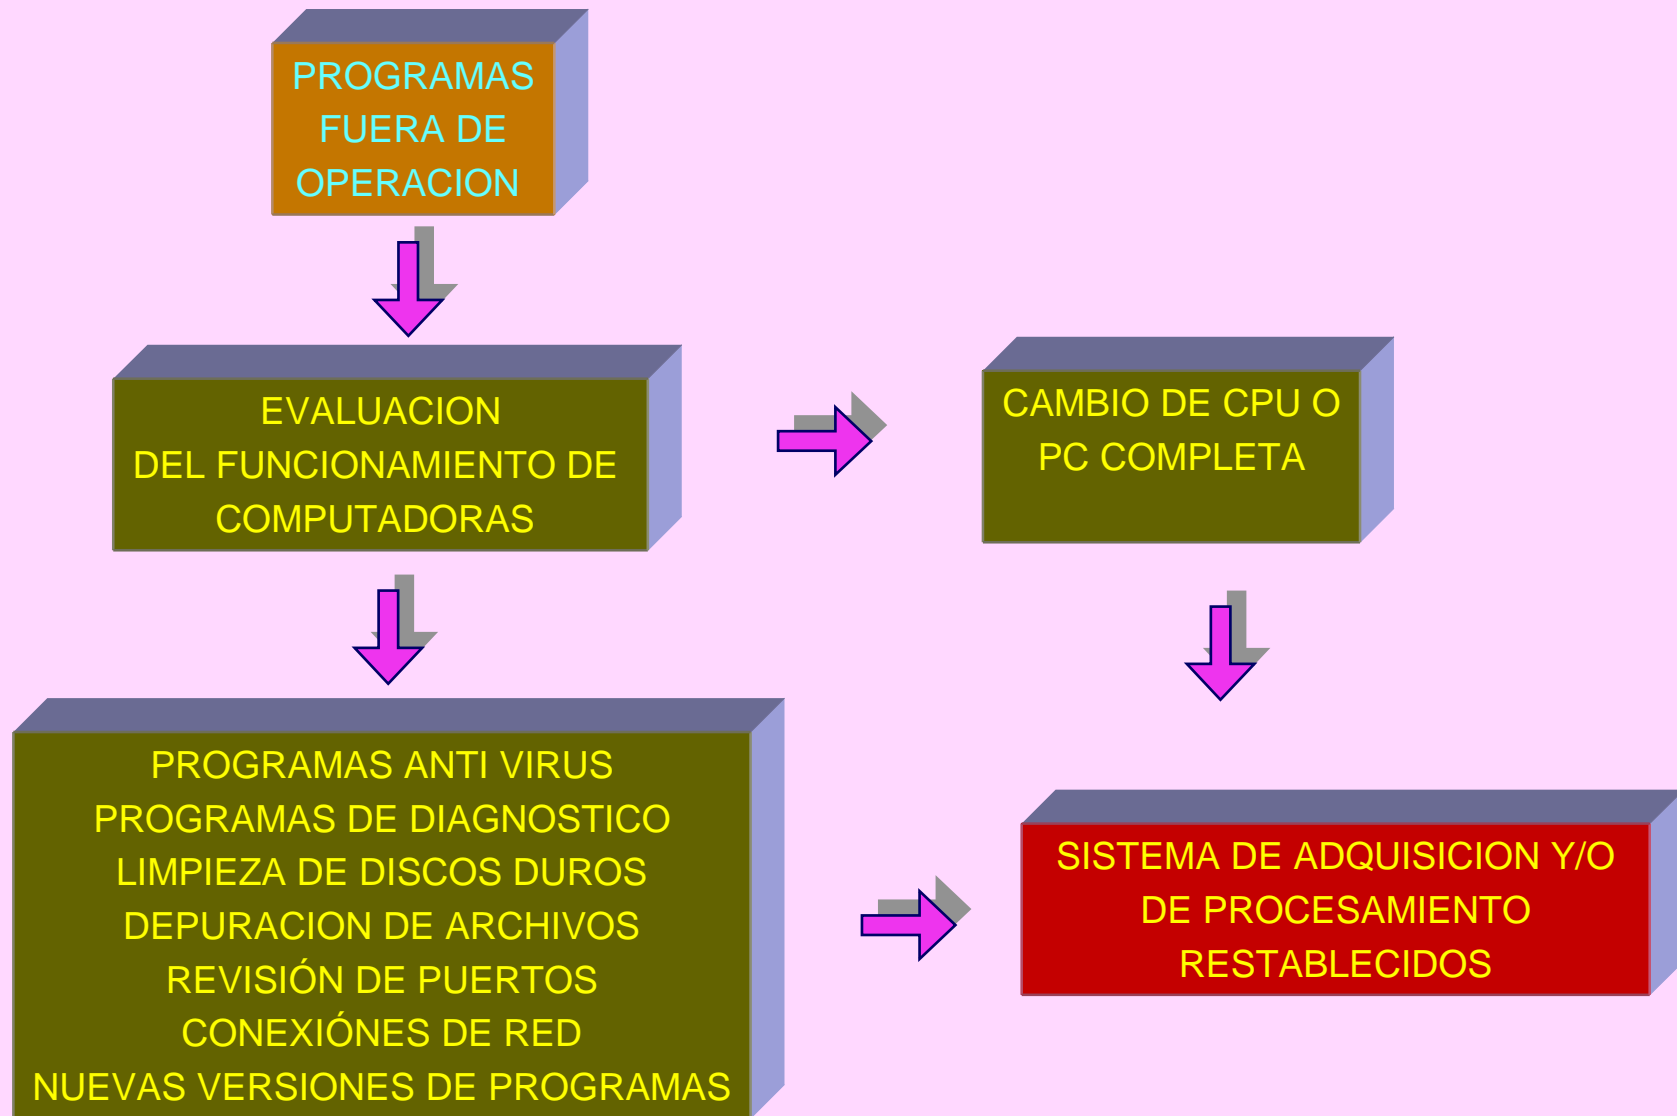 PROGRAMAS
FUERA DE
OPERACION
EVALUACION
DEL FUNCIONAMIENTO DE
COMPUTADORAS
CAMBIO DE CPU O
PC COMPLETA
PROGRAMAS ANTI VIRUS
PROGRAMAS DE DIAGNOSTICO
LIMPIEZA DE DISCOS DUROS
DEPURACION DE ARCHIVOS
REVISIÓN DE PUERTOS
CONEXIÓNES DE RED
NUEVAS VERSIONES DE PROGRAMAS
SISTEMA DE ADQUISICION Y/O
DE PROCESAMIENTO
RESTABLECIDOS